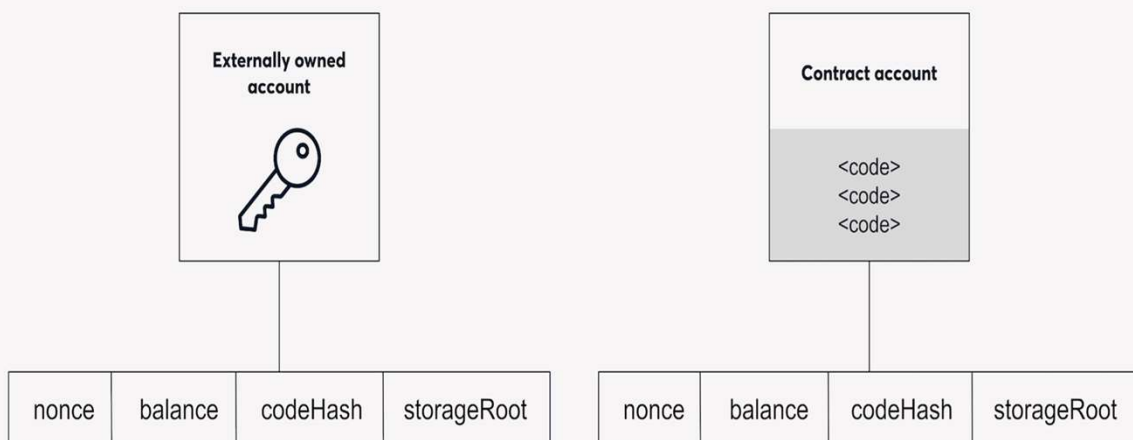 Externally owned
account
Contract account
<code>
<code>
<code>
nonce balance codeHash storageRoot
nonce balance codeHash storageRoot